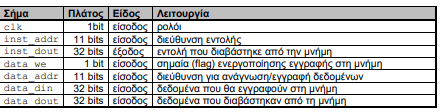 Σήμα Πλάτος Είδος Λειτουργία
clk 1bit είσοδος ρολόι
inst_addr 11 bits είσοδος διεύθυνση εντολής
inst_dout 32 bits έξοδος εντολή που διαβάστηκε από την μνήμη
data_we 1 bit είσοδος σημαία (flag) ενεργοποίησης εγγραφής στη μνήμη
data_addr 11 bits είσοδος διεύθυνση για ανάγνωση/εγγραφή δεδομένων
data_din 32 bits είσοδος δεδομένα που θα εγγραφούν στη μνήμη
data_dout 32 bits είσοδος δεδομένα που διαβάστηκαν από τη μνήμη